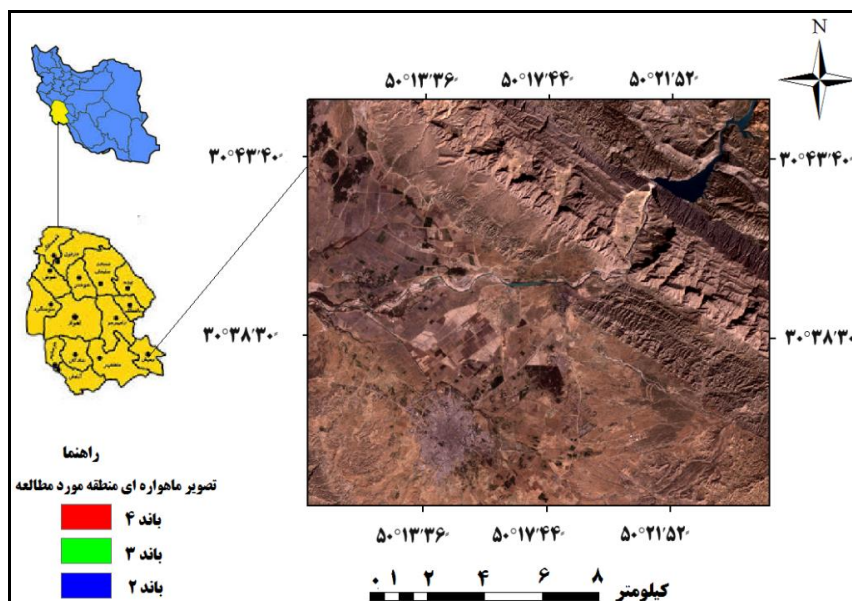 N
۵۰°۱۳'۳۶" ۵۰°۱۷'۴۴" ۵۰°۲۱'۵۲"
۳۰°۴۳'۴۰" ۳۰°۴۳'۴۰"
۳۰°۳۸'۳۰" ۳۰°۳۸'۳۰"
اهواز
راهنما
تصویر ماهواره ای منطقه مورد مطالعه
باند ۴
باند ۳
باند ۲
۵۰°۱۳'۳۶" ۵۰°۱۷'۴۴" ۵۰°۲۱'۵۲"
۰ ۱ ۲ ۴ ۶ ۸
کیلومتر